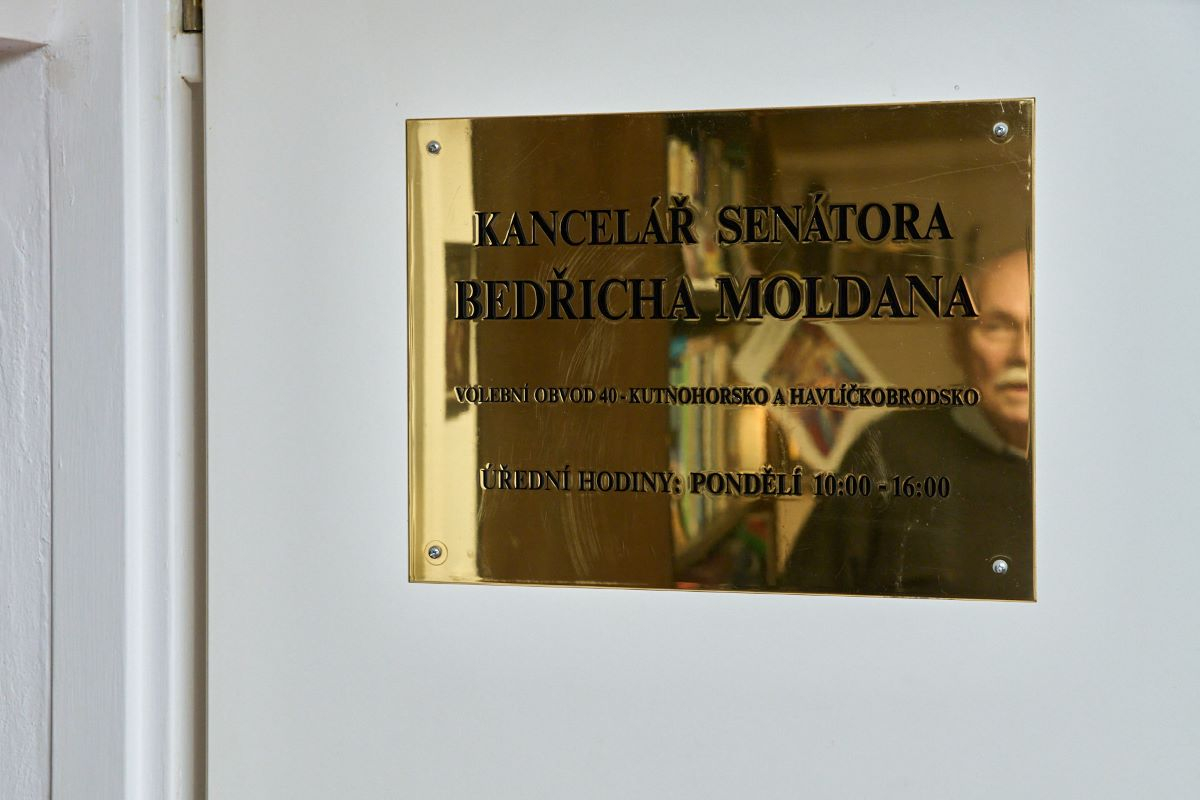 KANCELÁŘ SENÁTORA
BEDŘICHA MOLDANA
VOLEBNÍ OBVOD 40 - KUTNOHORSKO A HAVLÍČKOBRODSKO
ÚŘEDNÍ HODINY: PONDĚLÍ 10:00 - 16:00